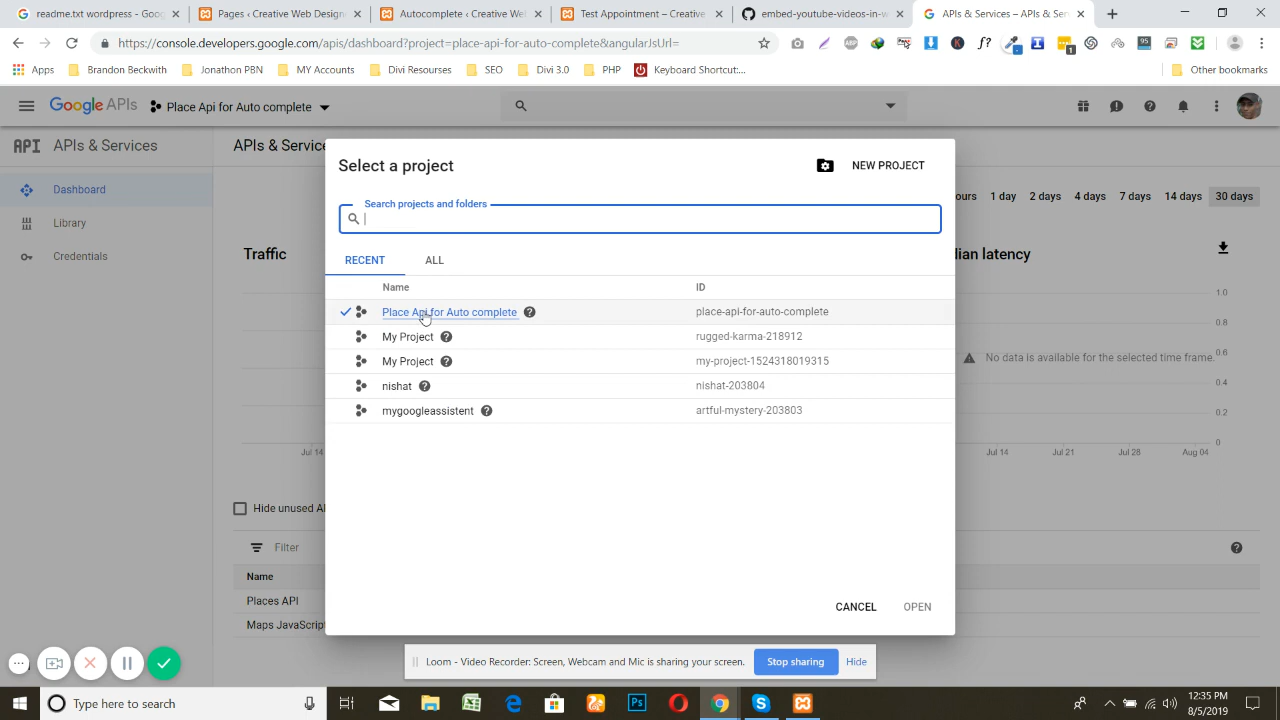 readme.txt wordpress - Goog
Pages ‹ Creative Web Design
Autocomplete ‹ Creative Web
Test Appointment – Creative
embed-youtube-videos-in-w
APIs & Services – APIs & Ser
https://console.developers.google.com/apis/dashboard?project=place-api-for-auto-complete&angularJsUrl=
Apps
Brandon Beckwith
Jonathon PBN
MY Accounts
Divi Resourses
SEO
Divi 3.0
PHP
Keyboard Shortcut:...
Other bookmarks
Google APIs
Place Api for Auto complete
API APIs & Services
APIs & Service
Dashboard
Library
Credentials
ours
1 day
2 days
4 days
7 days
14 days
30 days
Select a project
NEW PROJECT
Search projects and folders
RECENT
ALL
Name
ID
Place Api for Auto complete
place-api-for-auto-complete
My Project
rugged-karma-218912
My Project
my-project-1524318019315
nishat
nishat-203804
mygoogleassistent
artful-mystery-203803
CANCEL
OPEN
Traffic
dian latency
1.0
0.8
No data is available for the selected time frame.
0.6
0.4
0.2
0
Jul 14
Jul 14
Jul 21
Jul 28
Aug 04
Hide unused AP
Filter
Name
Places API
Maps JavaScript
Loom - Video Recorder: Screen, Webcam and Mic is sharing your screen.
Stop sharing
Hide
Type here to search
12:35 PM
8/5/2019